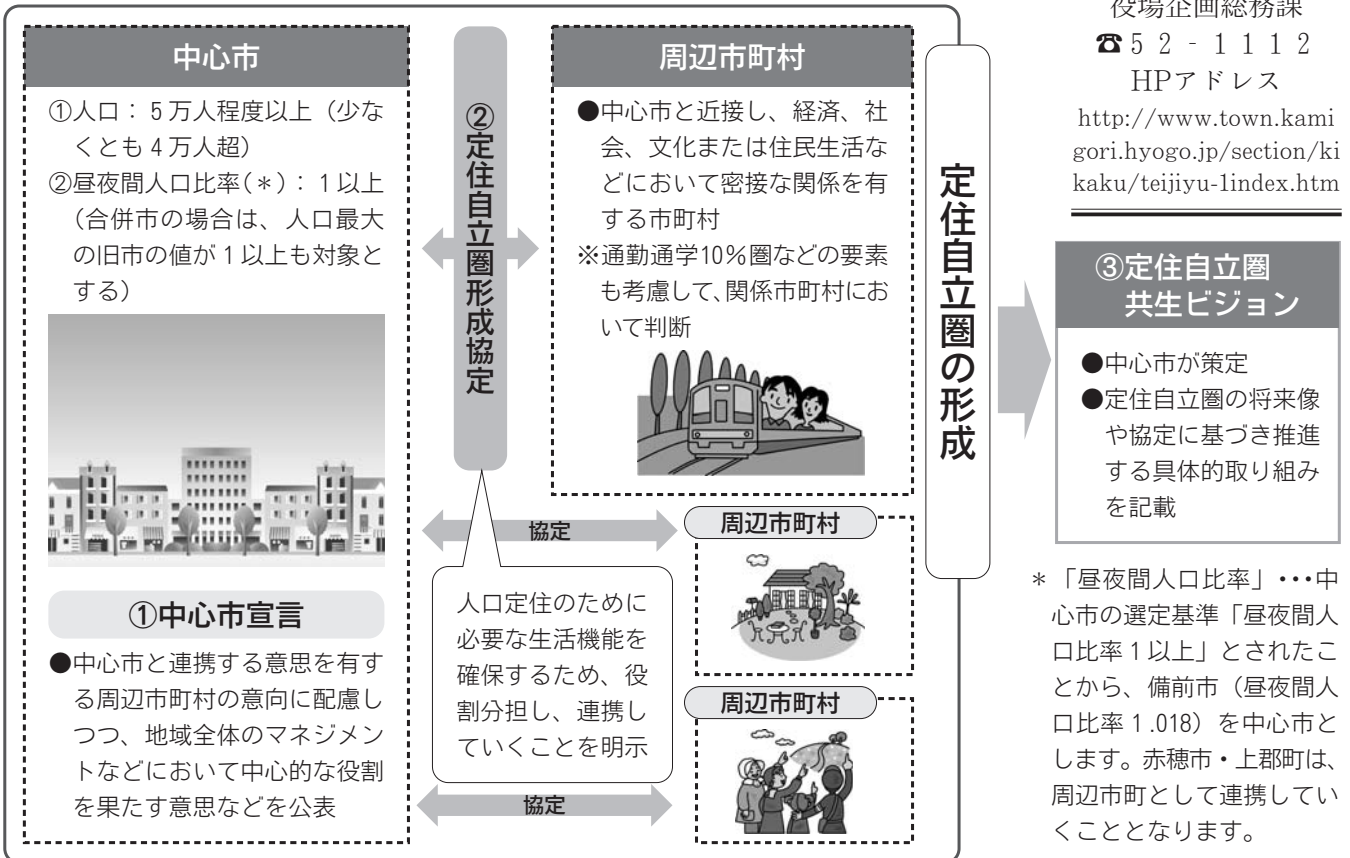 中心市
①人口：５万人程度以上（少な
くとも４万人超）
②昼夜間人口比率（＊）：１以上
（合併市の場合は、人口最大
の旧市の値が１以上も対象と
する）
①中心市宣言
●中心市と連携する意思を有す
る周辺市町村の意向に配慮し
つつ、地域全体のマネジメン
トなどにおいて中心的な役割
を果たす意思などを公表
②定住自立圏形成協定
周辺市町村
●中心市と近接し、経済、社
会、文化または住民生活な
どにおいて密接な関係を有
する市町村
※通勤通学10％圏などの要素
も考慮して、関係市町村にお
いて判断
協定
周辺市町村
人口定住のために
必要な生活機能を
確保するため、役
割分担し、連携し
ていくことを明示
周辺市町村
協定
定住自立圏の形成
役場企画総務課
☎５２‐１１１２
HPアドレス
http://www.town.kami
gori.hyogo.jp/section/ki
kaku/teijiyu-1index.htm
③定住自立圏
共生ビジョン
●中心市が策定
●定住自立圏の将来像
や協定に基づき推進
する具体的取り組み
を記載
＊「昼夜間人口比率」･･･中
心市の選定基準「昼夜間人
口比率１以上」とされたこ
とから、備前市（昼夜間人
口比率1.018）を中心市と
します。赤穂市・上郡町は、
周辺市町として連携してい
くこととなります。